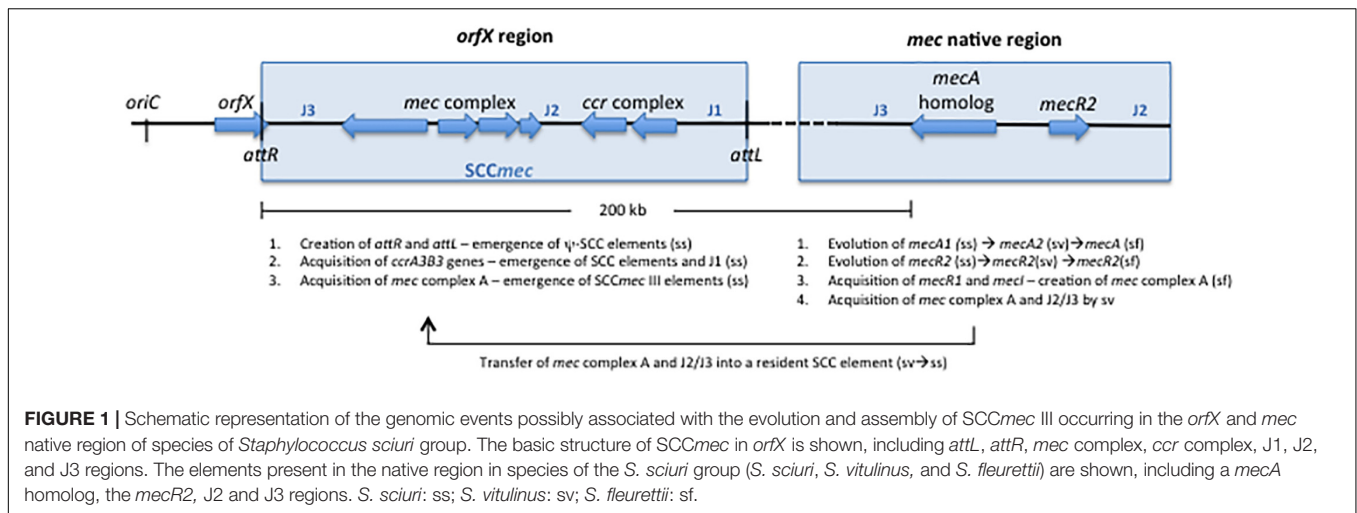 orfX region
mec native region
oriC
orfX
J3
mec complex
J2
ccr complex
J1
J3
mecA
homolog
mecR2
J2
attR
SCCmec
attL
200 kb
1. Creation of attR and attL – emergence of ψ-SCC elements (ss)
2. Acquisition of ccrA3B3 genes – emergence of SCC elements and J1 (ss)
3. Acquisition of mec complex A – emergence of SCCmec III elements (ss)
1. Evolution of mecA1 (ss) → mecA2 (sv)→mecA (sf)
2. Evolution of mecR2 (ss)→mecR2(sv) →mecR2(sf)
3. Acquisition of mecR1 and mecI – creation of mec complex A (sf)
4. Acquisition of mec complex A and J2/J3 by sv
Transfer of mec complex A and J2/J3 into a resident SCC element (sv→ss)
FIGURE 1 | Schematic representation of the genomic events possibly associated with the evolution and assembly of SCCmec III occurring in the orfX and mec
native region of species of Staphylococcus sciuri group. The basic structure of SCCmec in orfX is shown, including attL, attR, mec complex, ccr complex, J1, J2,
and J3 regions. The elements present in the native region in species of the S. sciuri group (S. sciuri, S. vitulinus, and S. fleurettii) are shown, including a mecA
homolog, the mecR2, J2 and J3 regions. S. sciuri: ss; S. vitulinus: sv; S. fleurettii: sf.